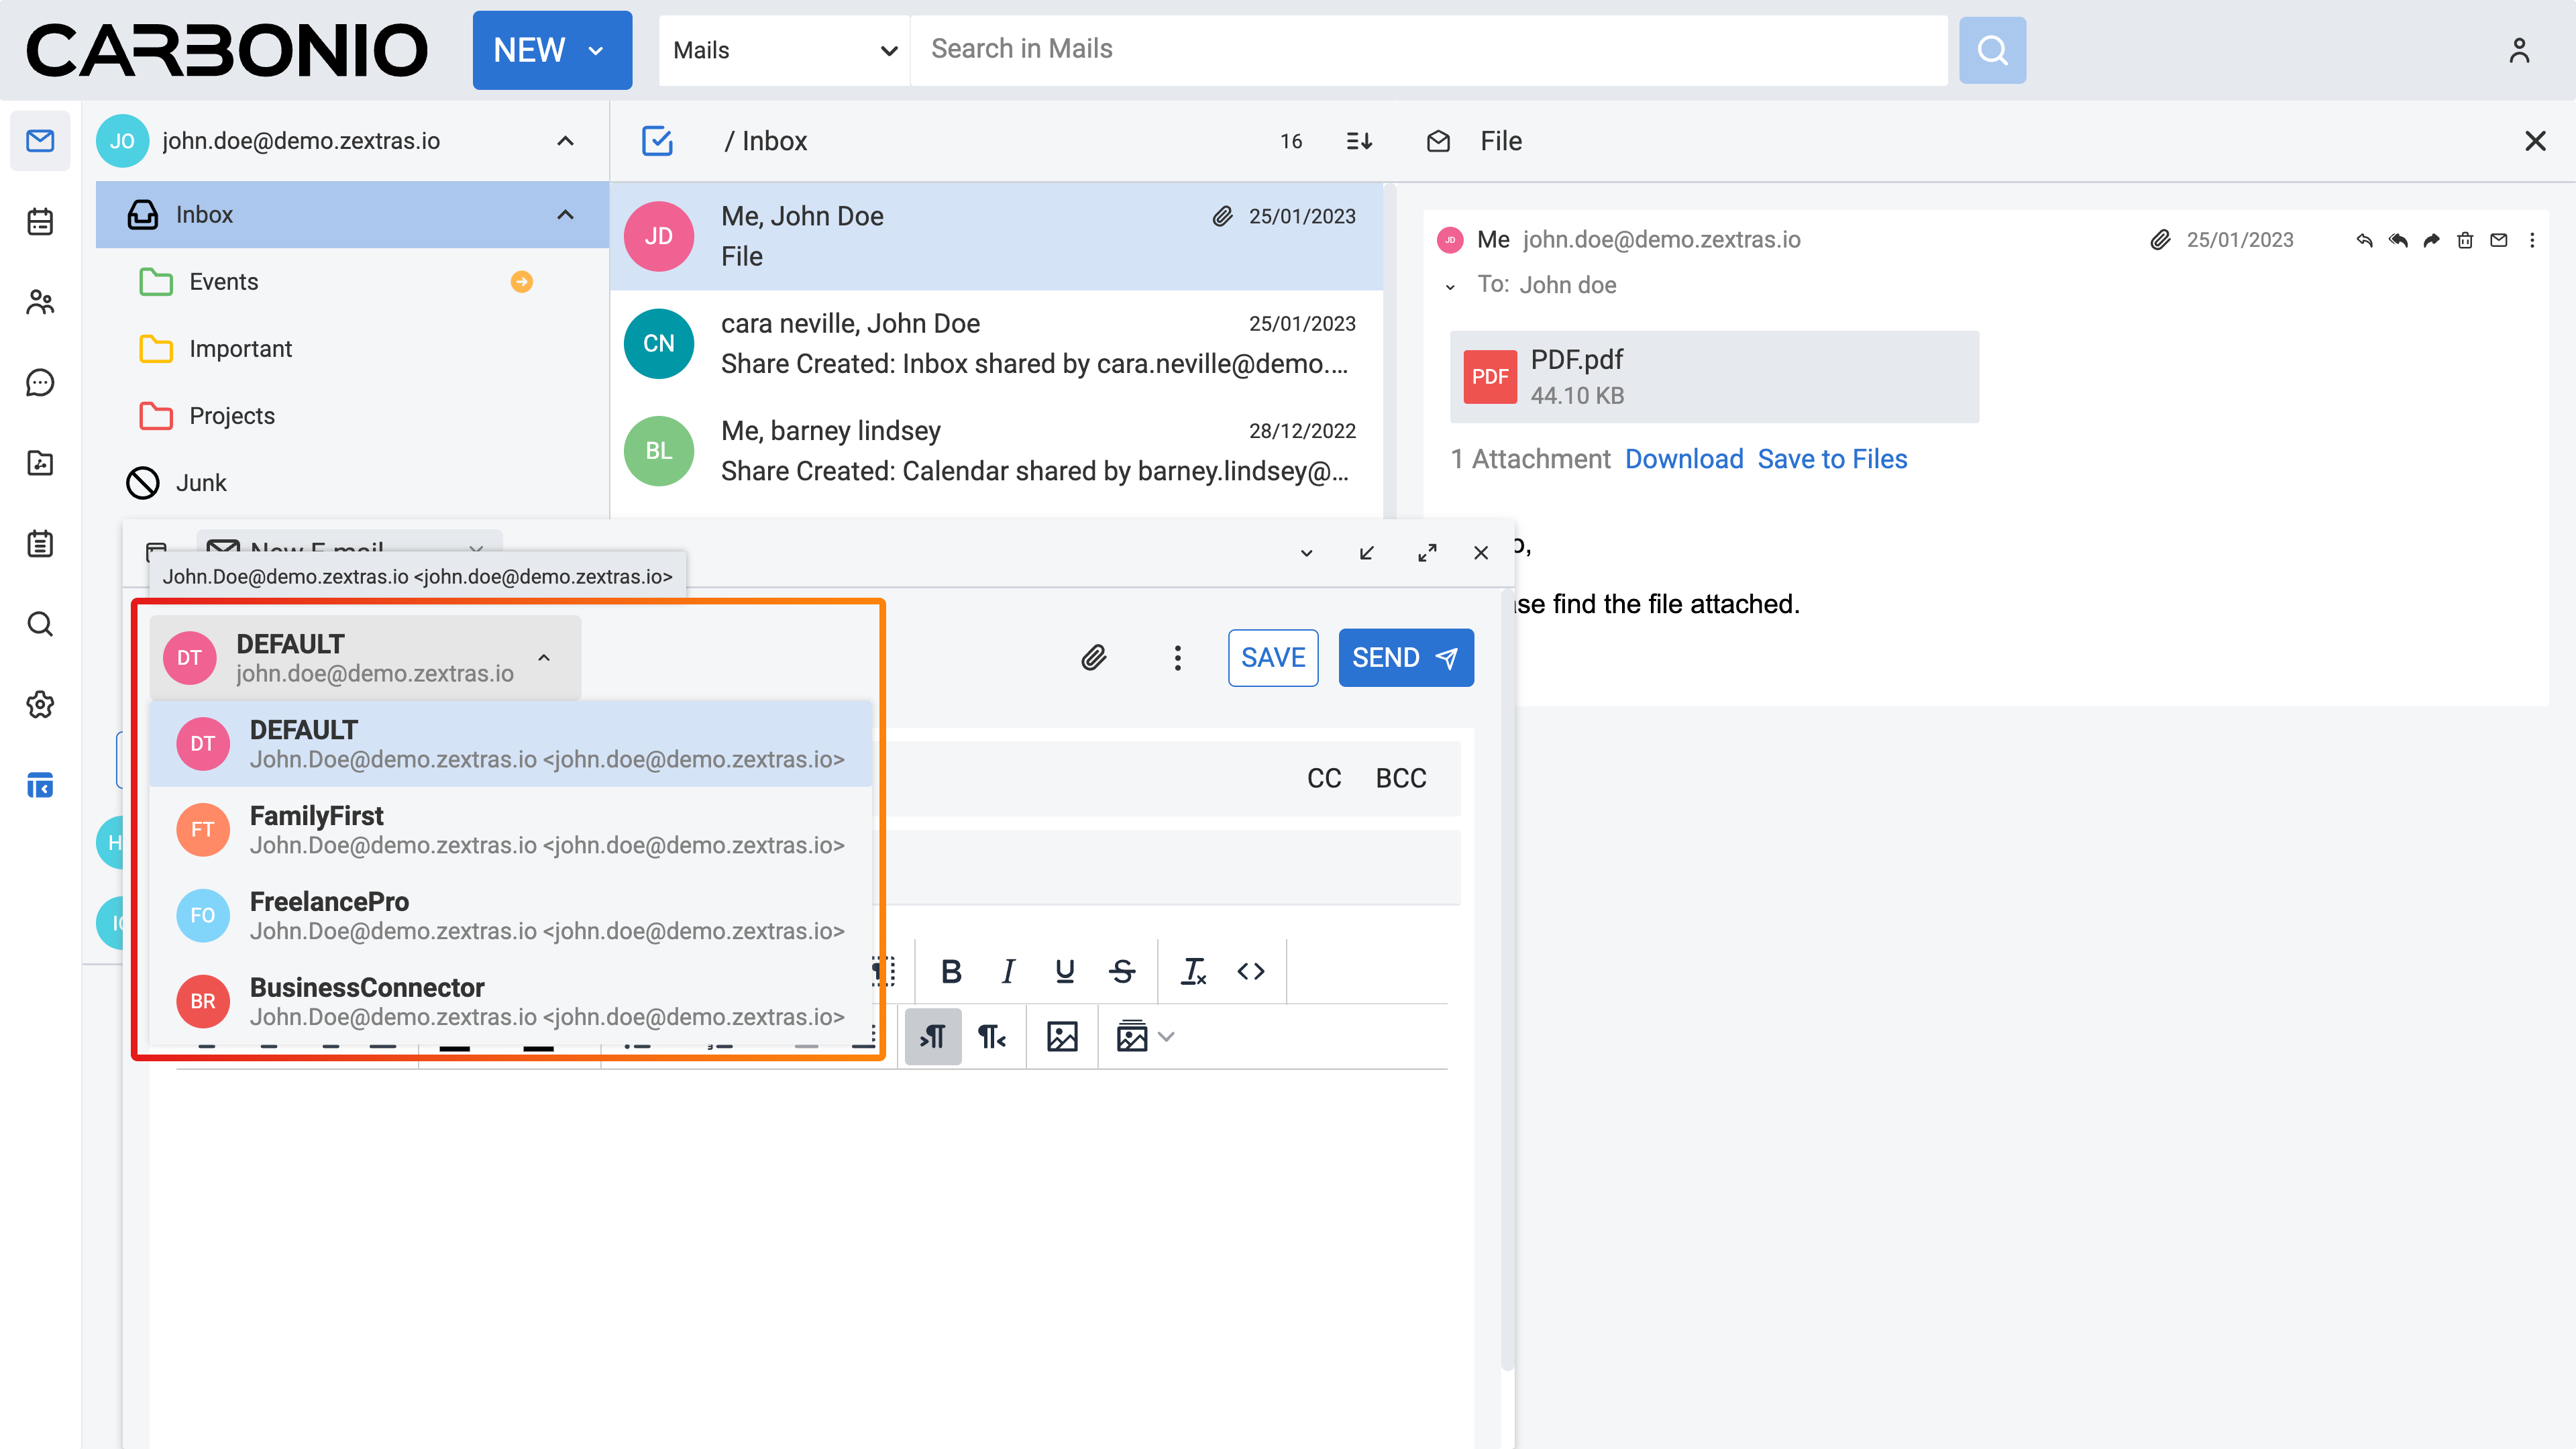 CARBONIO
NEW
Mails
Search in Mails
JO
john.doe@demo.zextras.io
/ Inbox
16
File
Inbox
Events
Important
Projects
Junk
JD
Me, John Doe
25/01/2023
File
CN
cara neville, John Doe
25/01/2023
Share Created: Inbox shared by cara.neville@demo....
BL
Me, barney lindsey
28/12/2022
Share Created: Calendar shared by barney.lindsey@...
JD
Me john.doe@demo.zextras.io
25/01/2023
To: John doe
PDF
PDF.pdf
44.10 KB
1 Attachment Download Save to Files
o,
se find the file attached.
New E-mail
John.Doe@demo.zextras.io <john.doe@demo.zextras.io>
DT
DEFAULT
john.doe@demo.zextras.io
SAVE
SEND
DT
DEFAULT
John.Doe@demo.zextras.io <john.doe@demo.zextras.io>
CC
BCC
FT
FamilyFirst
John.Doe@demo.zextras.io <john.doe@demo.zextras.io>
H
FO
FreelancePro
John.Doe@demo.zextras.io <john.doe@demo.zextras.io>
BR
BusinessConnector
John.Doe@demo.zextras.io <john.doe@demo.zextras.io>
B I U S